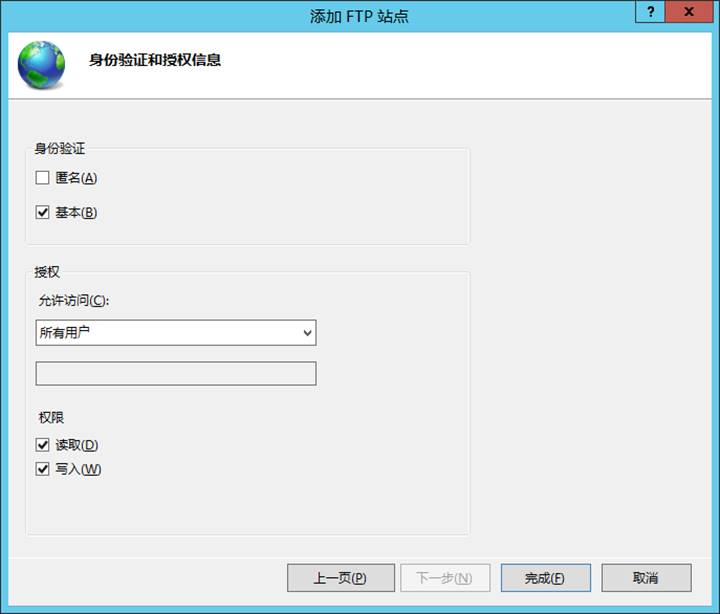 添加 FTP 站点
?
x
身份验证和授权信息
身份验证
匿名(A)
基本(B)
授权
允许访问(C):
所有用户
权限
读取(D)
写入(W)
上一页(P)
下一步(N)
完成(F)
取消